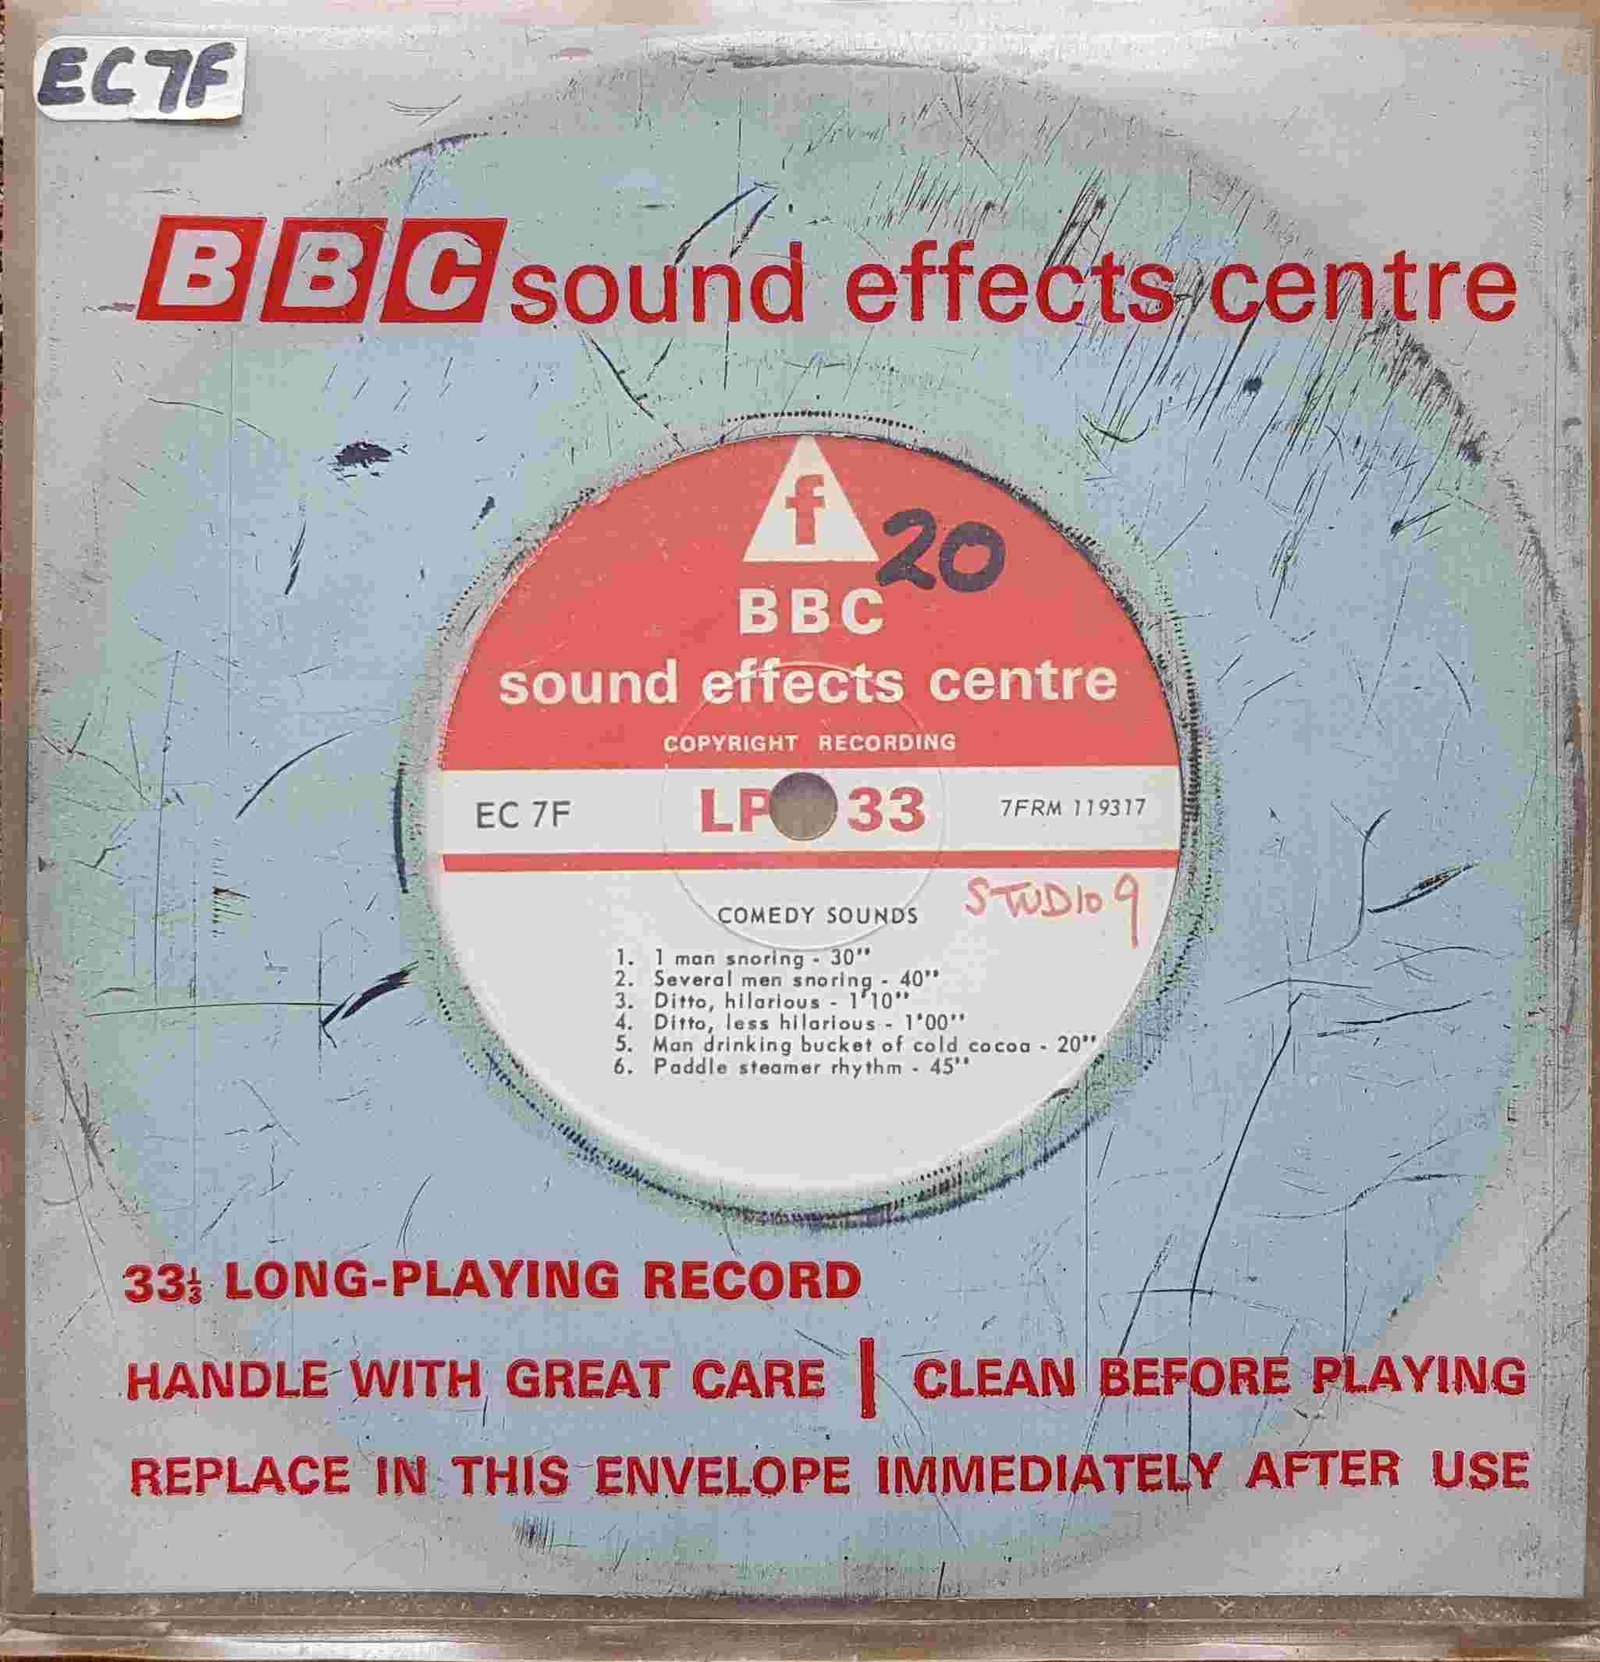 EC7F
BBC sound effects centre
f
20
BBC
sound effects centre
COPYRIGHT RECORDING
EC 7F LP 33 7FRM 119317
STUDIO 9
COMEDY SOUNDS
1. 1 man snoring - 30''
2. Several men snoring - 40''
3. Ditto, hilarious - 1'10''
4. Ditto, less hilarious - 1'00''
5. Man drinking bucket of cold cocoa - 20''
6. Paddle steamer rhythm - 45''
33⅓ LONG-PLAYING RECORD
HANDLE WITH GREAT CARE | CLEAN BEFORE PLAYING
REPLACE IN THIS ENVELOPE IMMEDIATELY AFTER USE